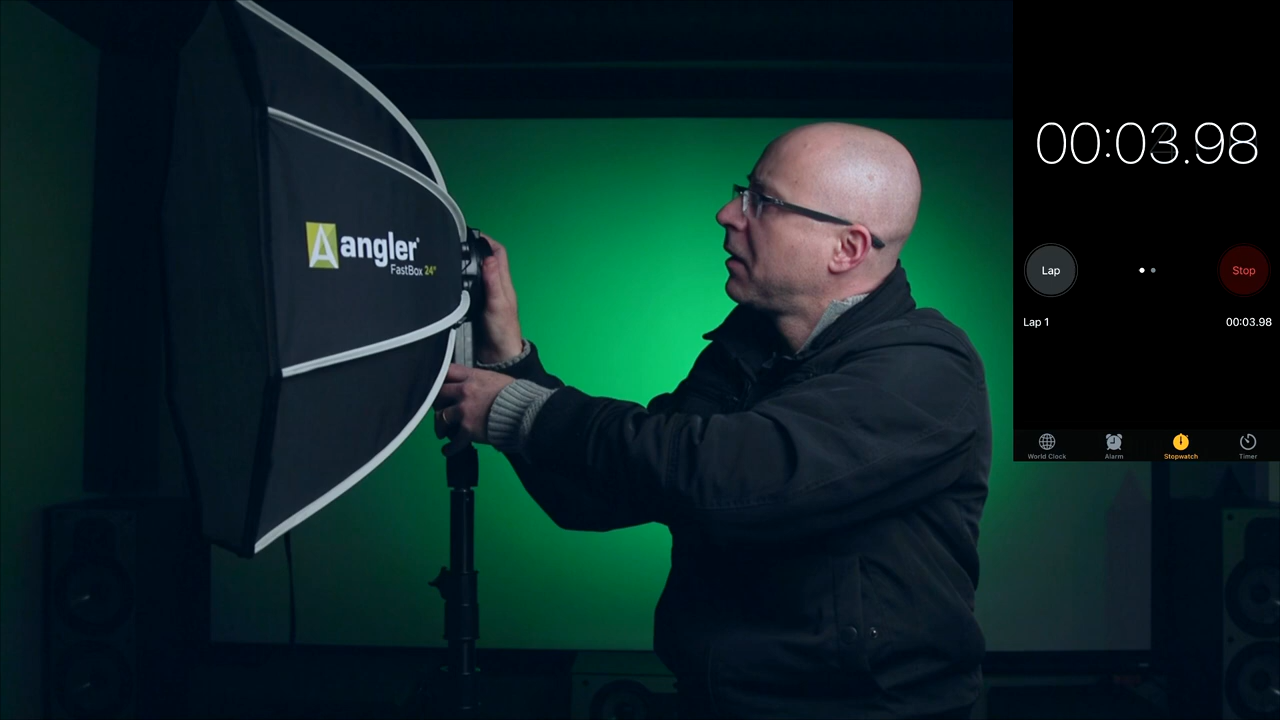 angler®
FastBox 24"
00:03.98
Lap
Stop
Lap 1 00:03.98
World Clock Alarm Stopwatch Timer